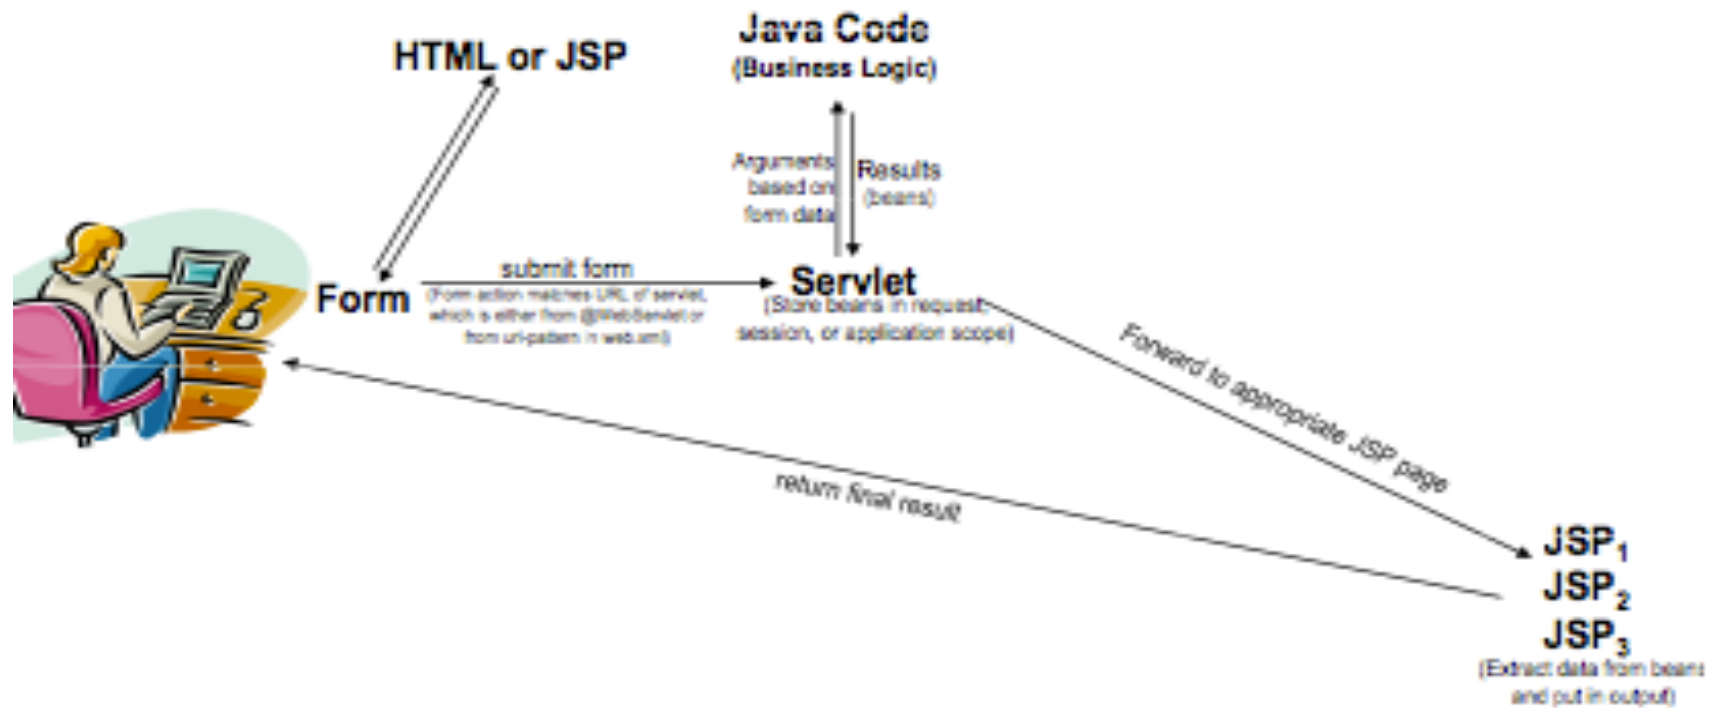 HTML or JSP
Java Code
(Business Logic)
Arguments
based on
form data
Results
(beans)
Form
submit form
(Form action matches URL of servlet,
which is either from @WebServlet or
from url-pattern in web.xml)
Servlet
(Store beans in request,
session, or application scope)
Forward to appropriate JSP page
return final result
JSP1
JSP2
JSP3
(Extract data from beans
and put in output)